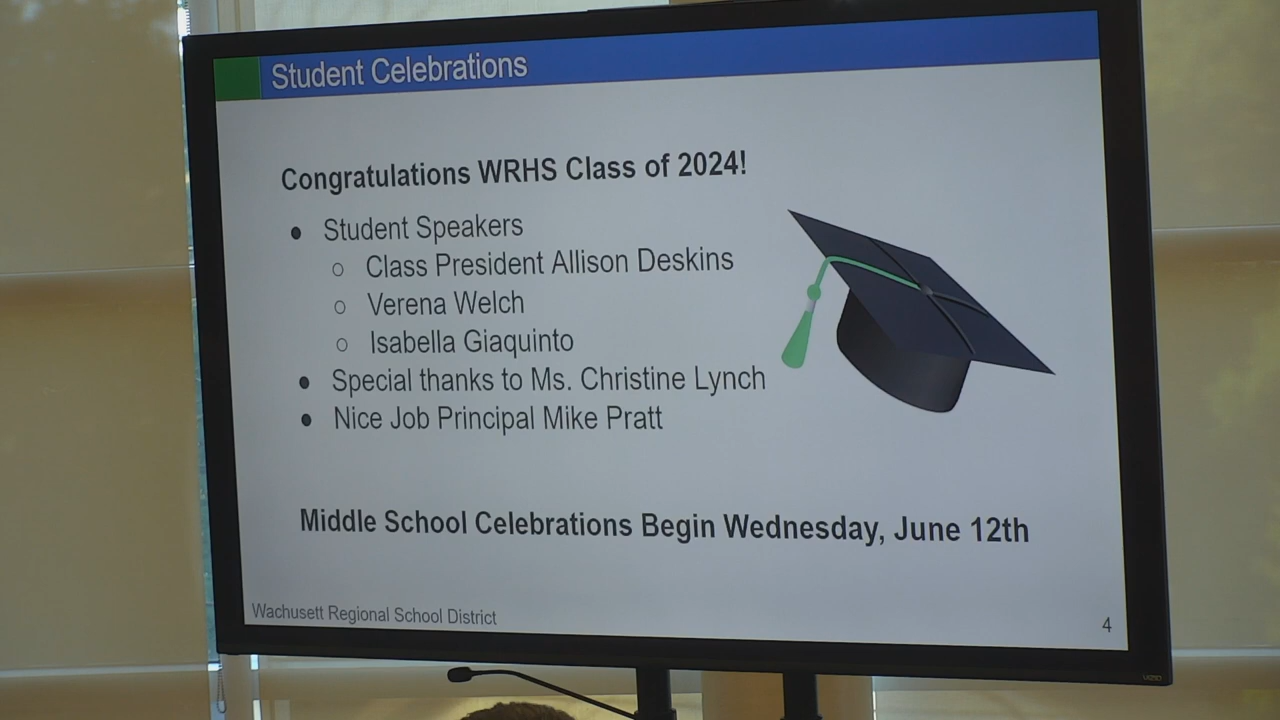 Student Celebrations
Congratulations WRHS Class of 2024!
● Student Speakers
○ Class President Allison Deskins
○ Verena Welch
○ Isabella Giaquinto
● Special thanks to Ms. Christine Lynch
● Nice Job Principal Mike Pratt
Middle School Celebrations Begin Wednesday, June 12th
Wachusett Regional School District
4
VIZIO